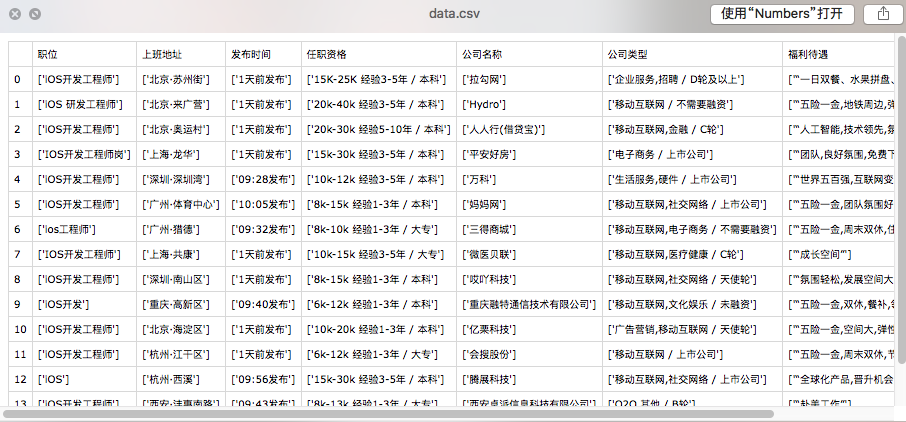 data.csv
使用“Numbers”打开
职位 上班地址 发布时间 任职资格 公司名称 公司类型 福利待遇
0 ['iOS开发工程师'] ['北京·苏州街'] ['1天前发布'] ['15K-25K 经验3-5年 / 本科'] ['拉勾网'] ['企业服务,招聘 / D轮及以上'] ['"一日双餐、水果拼盘、
1 ['iOS 研发工程师'] ['北京·来广营'] ['1天前发布'] ['20k-40k 经验3-5年 / 本科'] ['Hydro'] ['移动互联网 / 不需要融资'] ['"五险一金,地铁周边,弹
2 ['iOS开发工程师'] ['北京·奥运村'] ['1天前发布'] ['20k-30k 经验5-10年 / 本科'] ['人人行(借贷宝)'] ['移动互联网,金融 / C轮'] ['"人工智能,技术领先,氛
3 ['IOS开发工程师岗'] ['上海·龙华'] ['1天前发布'] ['15k-30k 经验3-5年 / 本科'] ['平安好房'] ['电子商务 / 上市公司'] ['"团队,良好氛围,免费下
4 ['iOS开发工程师'] ['深圳·深圳湾'] ['09:28发布'] ['10k-12k 经验3-5年 / 本科'] ['万科'] ['生活服务,硬件 / 上市公司'] ['"世界五百强,互联网变
5 ['iOS开发工程师'] ['广州·体育中心'] ['10:05发布'] ['8k-15k 经验1-3年 / 本科'] ['妈妈网'] ['移动互联网,社交网络 / 上市公司'] ['"五险一金,团队氛围好
6 ['ios工程师'] ['广州·猎德'] ['09:32发布'] ['8k-10k 经验1-3年 / 大专'] ['三得商城'] ['移动互联网,电子商务 / 不需要融资'] ['"五险一金,周末双休,住
7 ['IOS开发工程师'] ['上海·共康'] ['1天前发布'] ['10k-15k 经验3-5年 / 大专'] ['微医贝联'] ['移动互联网,医疗健康 / C轮'] ['"成长空间"']
8 ['iOS开发工程师'] ['深圳·南山区'] ['1天前发布'] ['8k-15k 经验1-3年 / 本科'] ['哎吖科技'] ['移动互联网,社交网络 / 天使轮'] ['"氛围轻松,发展空间大
9 ['iOS开发'] ['重庆·高新区'] ['09:40发布'] ['6k-12k 经验1-3年 / 本科'] ['重庆融特通信技术有限公司'] ['移动互联网,文化娱乐 / 未融资'] ['"五险一金,双休,餐补,
10 ['iOS开发工程师'] ['北京·海淀区'] ['1天前发布'] ['10k-20k 经验1-3年 / 本科'] ['亿栗科技'] ['广告营销,移动互联网 / 天使轮'] ['"五险一金,空间大,弹性
11 ['iOS开发工程师'] ['杭州·江干区'] ['1天前发布'] ['6k-12k 经验1-3年 / 大专'] ['会搜股份'] ['移动互联网 / 上市公司'] ['"五险一金,周末双休,节
12 ['iOS'] ['杭州·西溪'] ['09:56发布'] ['15k-30k 经验3-5年 / 本科'] ['腾展科技'] ['移动互联网,社交网络 / 上市公司'] ['"全球化产品,晋升机会
13 ['iOS开发工程师'] ['西安·沣惠南路'] ['09:43发布'] ['8k-13k 经验1-3年 / 大专'] ['西安卓派信息科技有限公司'] ['O2O,其他 / B轮'] ['"赴美工作"']